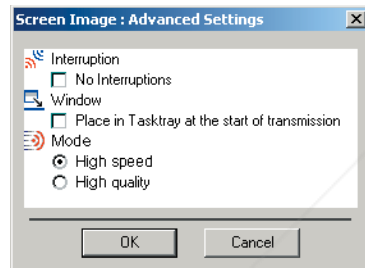 Screen Image : Advanced Settings
Interruption
No Interruptions
Window
Place in Tasktray at the start of transmission
Mode
High speed
High quality
OK Cancel